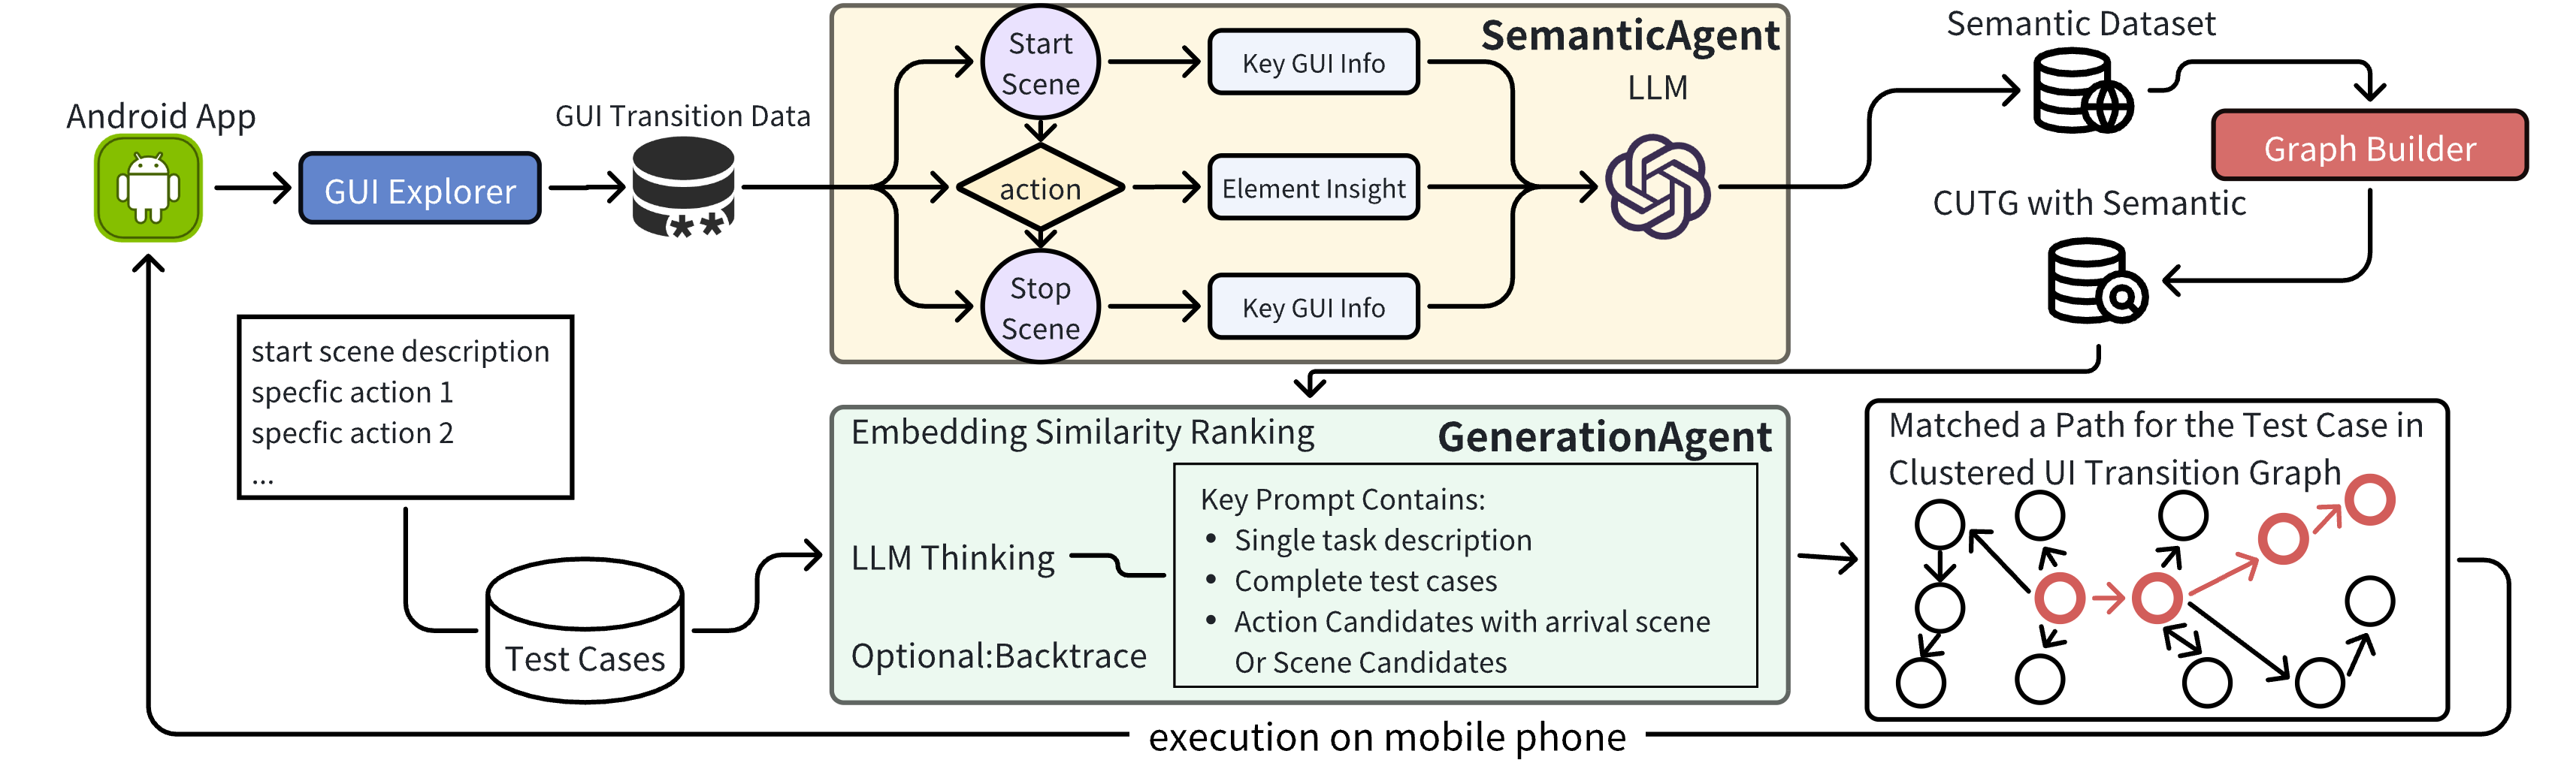 Android App
GUI Explorer
GUI Transition Data
**
SemanticAgent
LLM
Start
Scene
action
Stop
Scene
Key GUI Info
Element Insight
Key GUI Info
Semantic Dataset
Graph Builder
CUTG with Semantic
start scene description
specfic action 1
specfic action 2
...
Test Cases
GenerationAgent
Embedding Similarity Ranking
LLM Thinking
Optional:Backtrace
Key Prompt Contains:
• Single task description
• Complete test cases
• Action Candidates with arrival scene
Or Scene Candidates
Matched a Path for the Test Case in
Clustered UI Transition Graph
execution on mobile phone